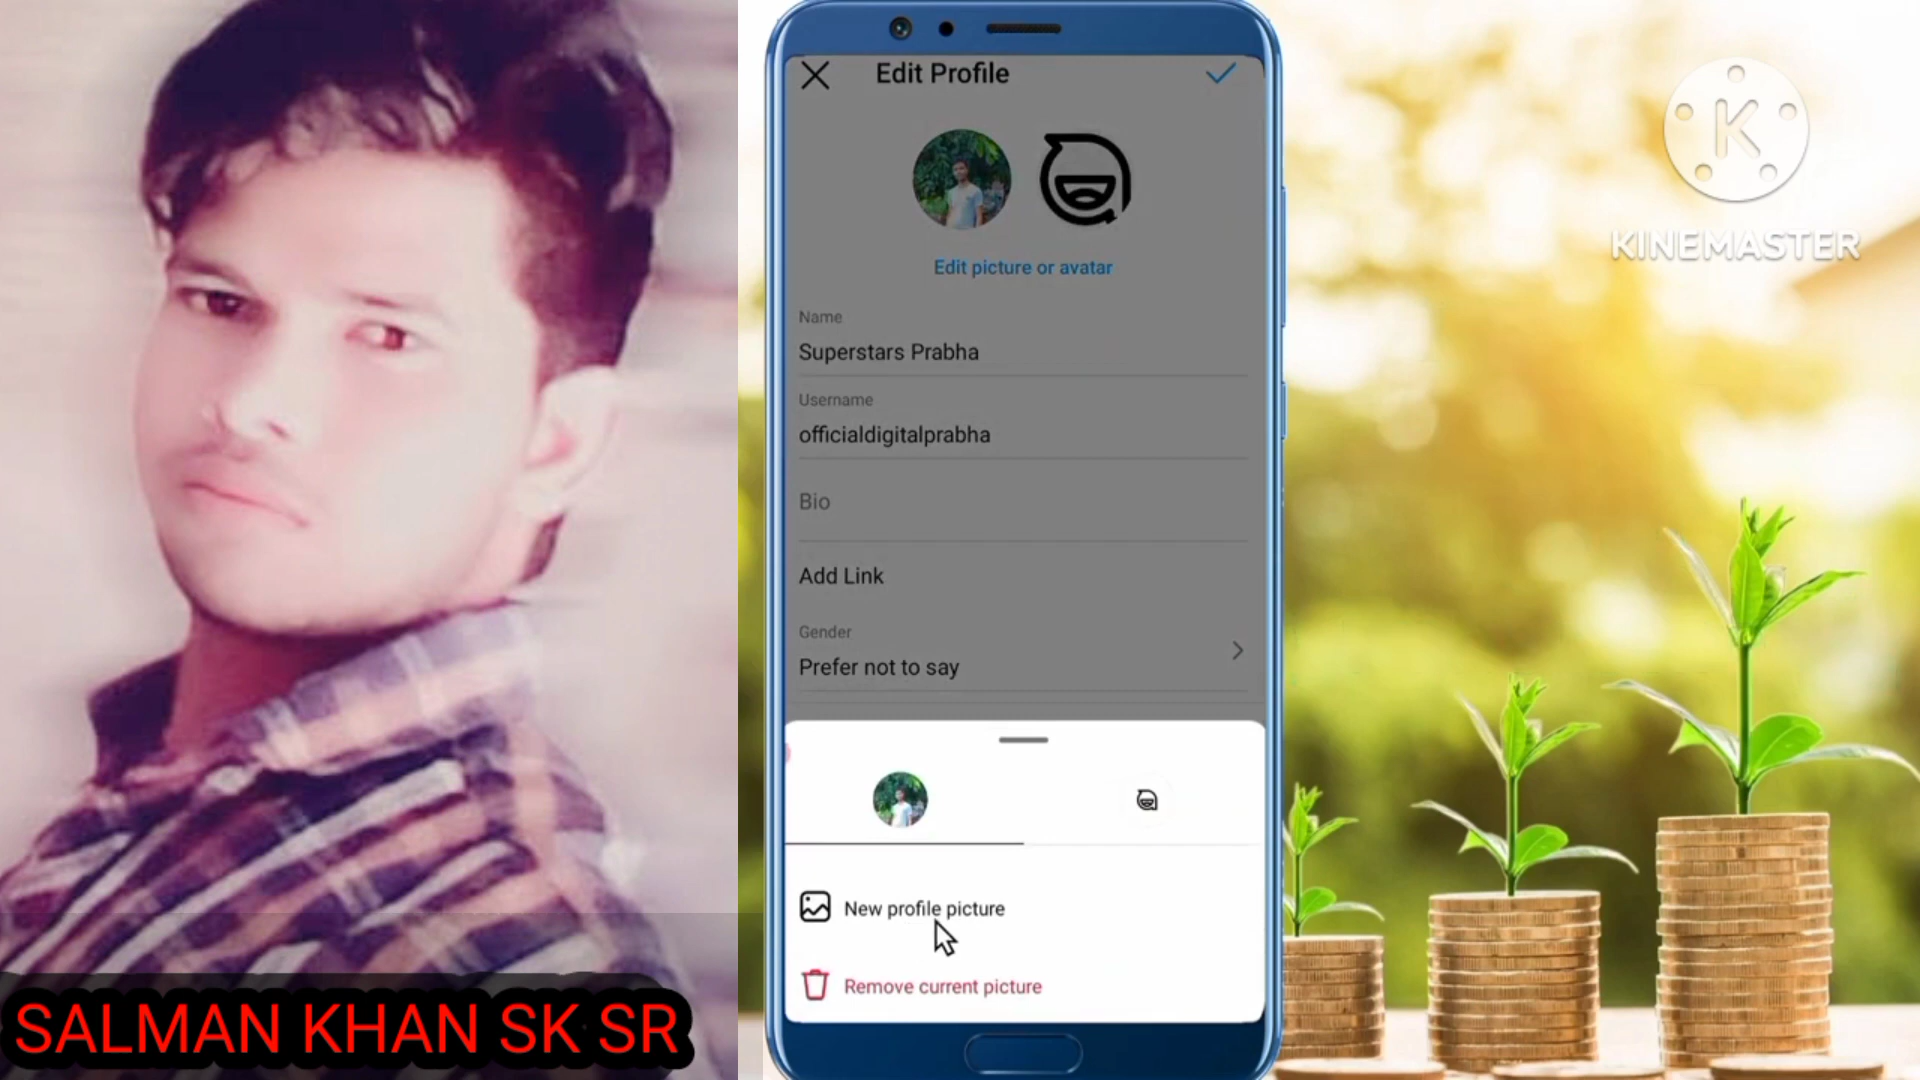 SALMAN KHAN SK SR
Edit Profile
Edit picture or avatar
Name
Superstars Prabha
Username
officialdigitalprabha
Bio
Add Link
Gender
Prefer not to say
New profile picture
Remove current picture
K
KINEMASTER